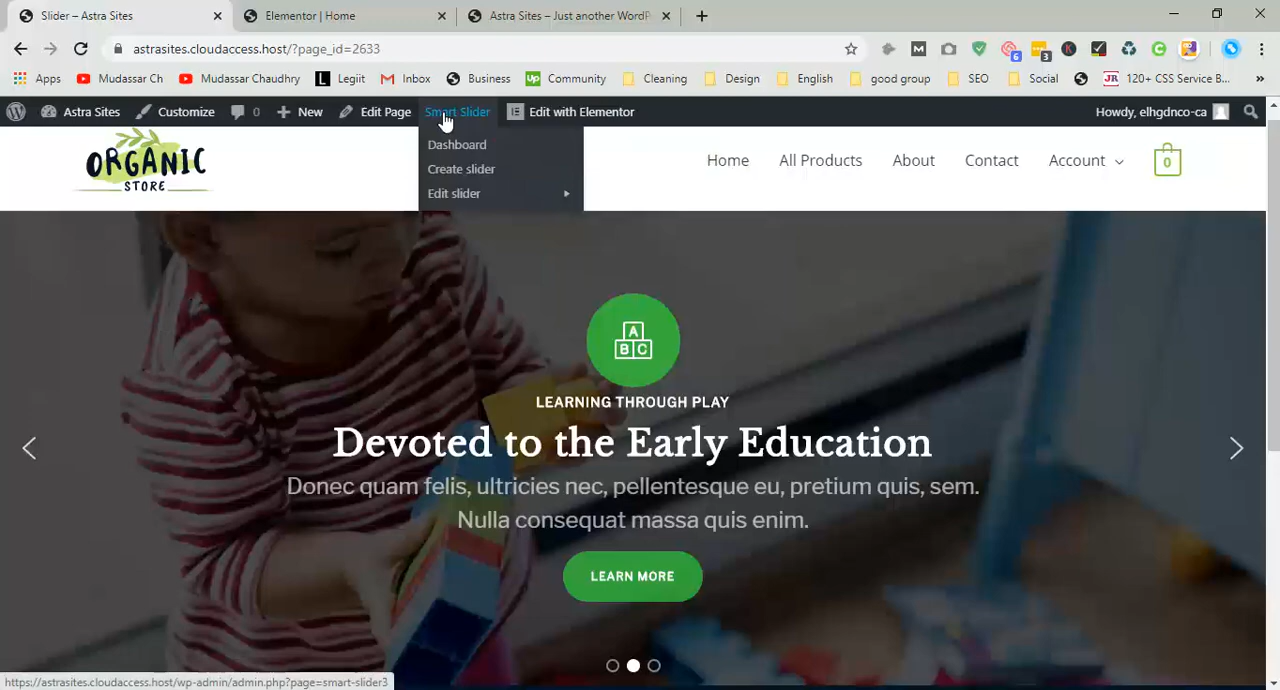 Slider – Astra Sites
Elementor | Home
Astra Sites – Just another WordP
astrasites.cloudaccess.host/?page_id=2633
Apps
Mudassar Ch
Mudassar Chaudhry
Legiit
Inbox
Business
Community
Cleaning
Design
English
good group
SEO
Social
120+ CSS Service B...
Astra Sites
Customize
0
New
Edit Page
Smart Slider
Edit with Elementor
Howdy, elhgdnco-ca
Dashboard
Create slider
Edit slider
ORGANIC
STORE
Home
All Products
About
Contact
Account
0
A
B C
LEARNING THROUGH PLAY
Devoted to the Early Education
Donec quam felis, ultricies nec, pellentesque eu, pretium quis, sem.
Nulla consequat massa quis enim.
LEARN MORE
https://astrasites.cloudaccess.host/wp-admin/admin.php?page=smart-slider3